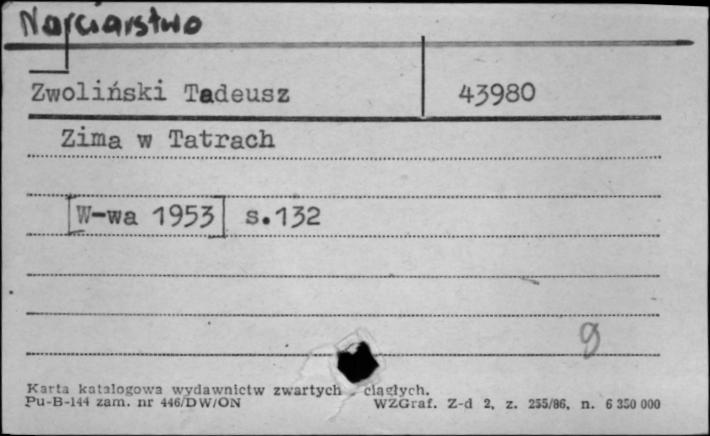 Narciarstwo
Zwoliński Tadeusz 43980
Zima w Tatrach
[W-wa 1953] s.132
9
Karta katalogowa wydawnictw zwartych ciągłych.
Pu-B-144 zam. nr 446/DW/ON WZGraf. Z-d 2, z. 255/86, n. 6 350 000